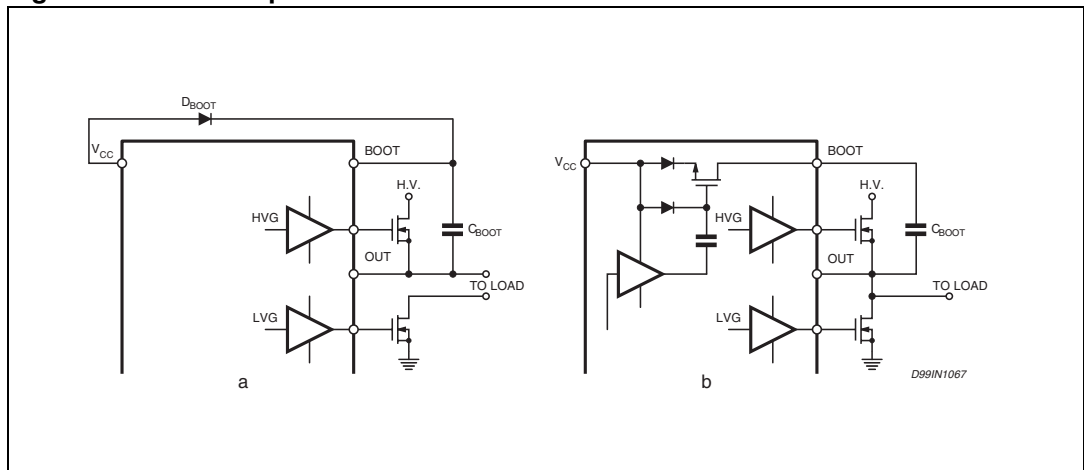 D_BOOT
V_CC
BOOT
H.V.
HVG
C_BOOT
OUT
TO LOAD
LVG
a
V_CC
BOOT
H.V.
HVG
C_BOOT
OUT
TO LOAD
LVG
b
D99IN1067